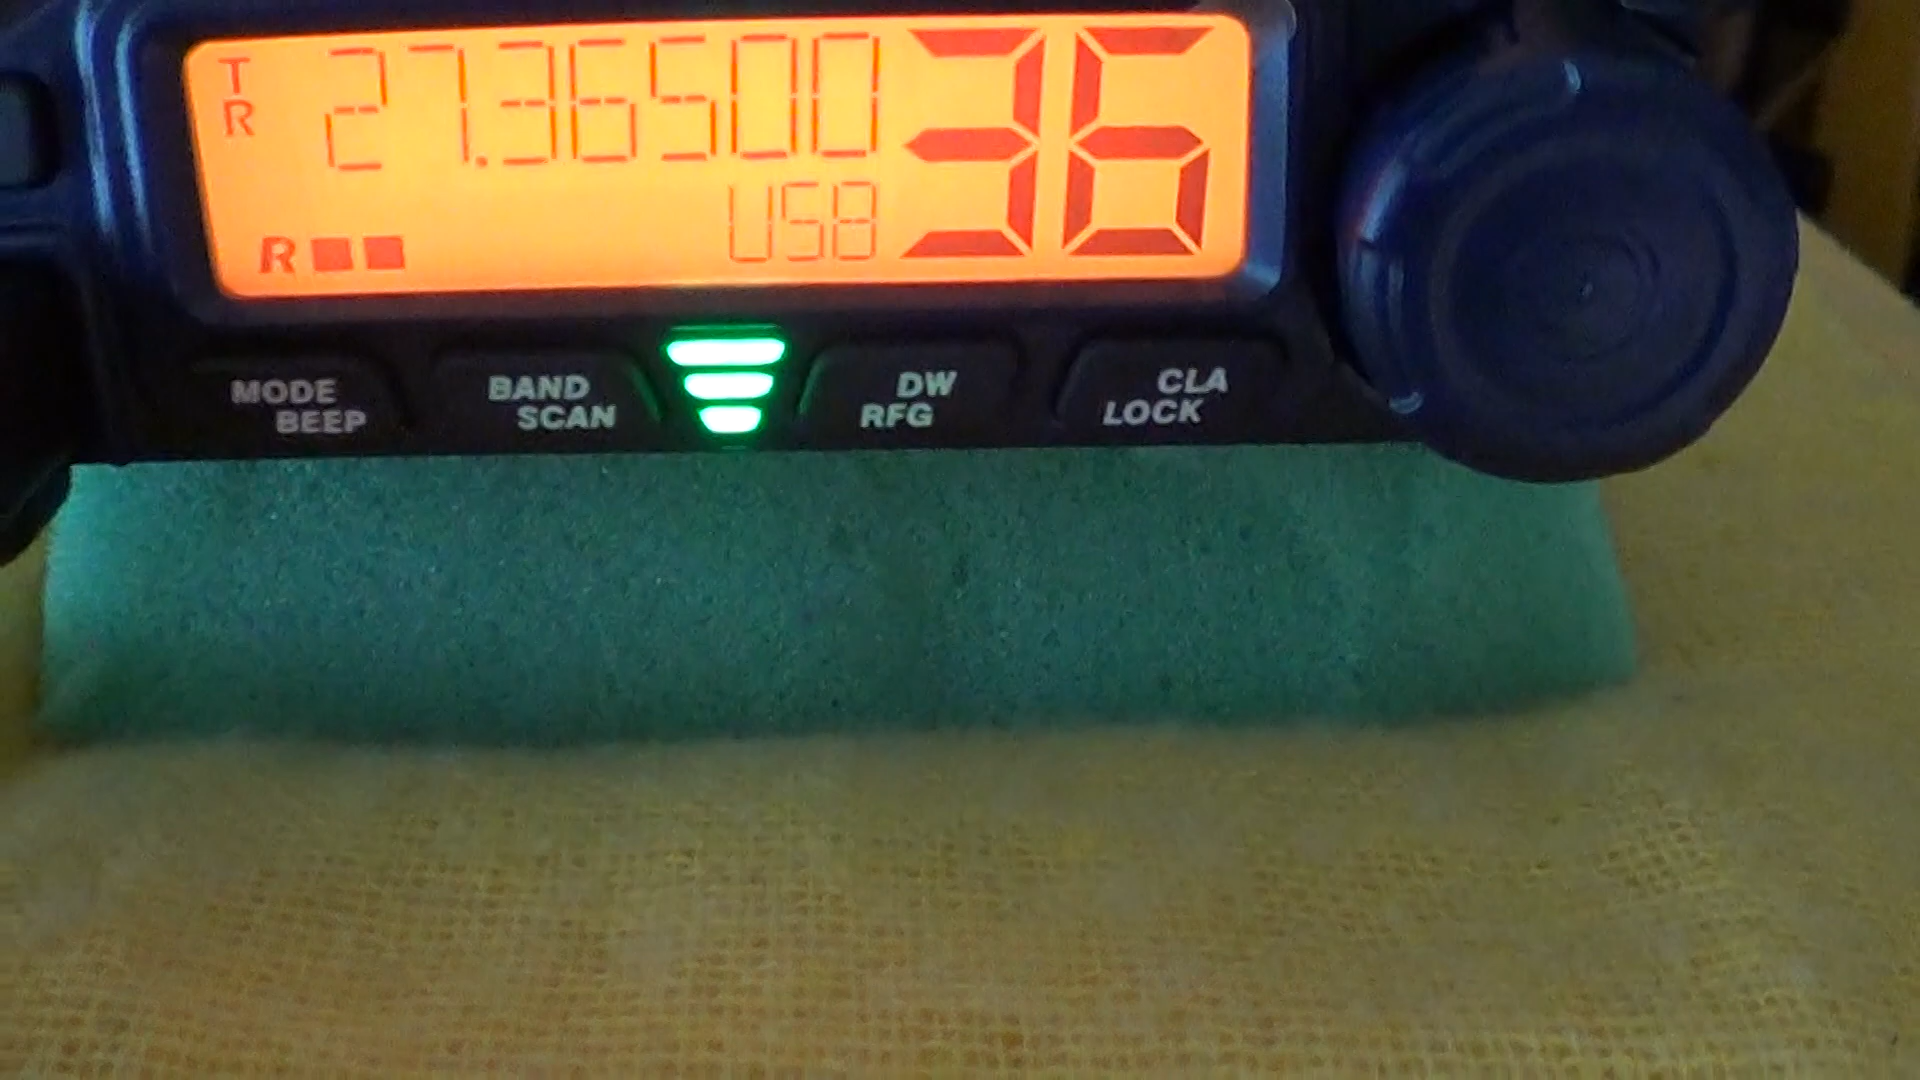 T
R
27.36500
36
USB
R
MODE
BEEP
BAND
SCAN
DW
RFG
CLA
LOCK